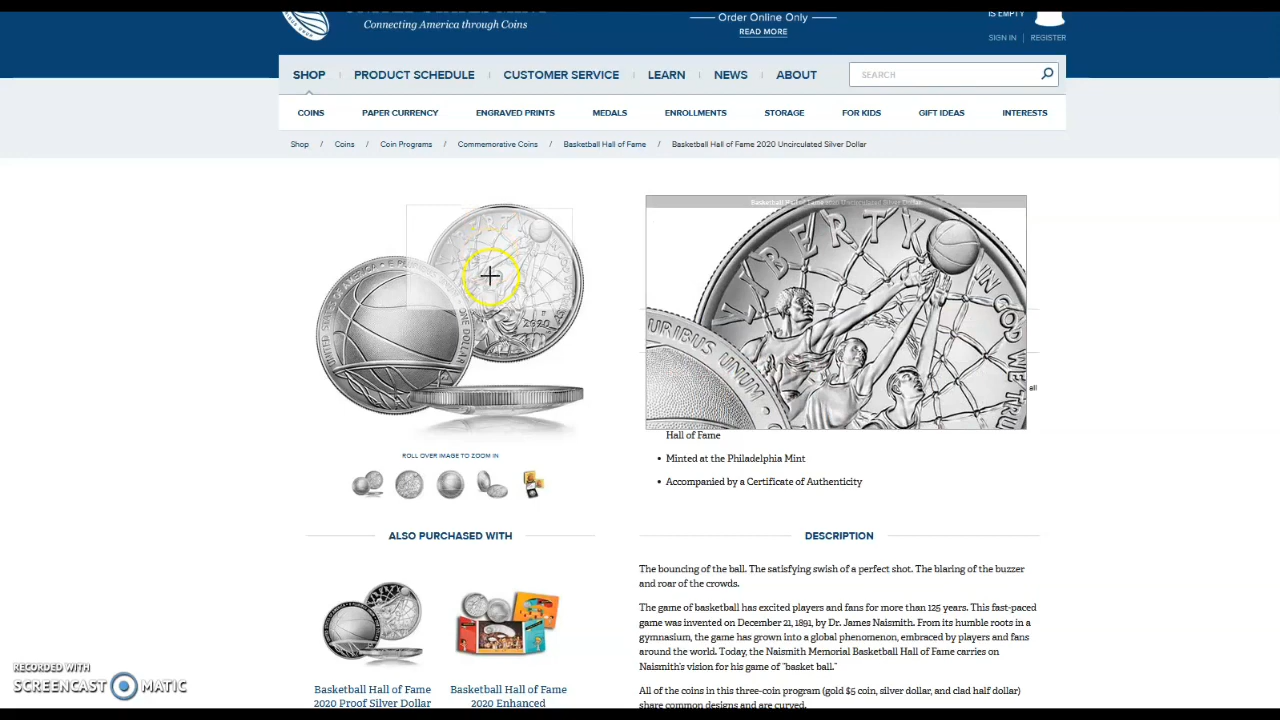 Connecting America through Coins
Order Online Only
READ MORE
IS EMPTY
SIGN IN | REGISTER
SHOP
PRODUCT SCHEDULE
CUSTOMER SERVICE
LEARN
NEWS
ABOUT
SEARCH
COINS
PAPER CURRENCY
ENGRAVED PRINTS
MEDALS
ENROLLMENTS
STORAGE
FOR KIDS
GIFT IDEAS
INTERESTS
Shop / Coins / Coin Programs / Commemorative Coins / Basketball Hall of Fame / Basketball Hall of Fame 2020 Uncirculated Silver Dollar
Basketball Hall of Fame 2020 Uncirculated Silver Dollar
LIBERTY
IN GOD WE TRUST
URIBUS UNUM
ONE DOLLAR
2020
all
Hall of Fame
• Minted at the Philadelphia Mint
• Accompanied by a Certificate of Authenticity
ROLL OVER IMAGE TO ZOOM IN
ALSO PURCHASED WITH
Basketball Hall of Fame
2020 Proof Silver Dollar
Basketball Hall of Fame
2020 Enhanced
DESCRIPTION
The bouncing of the ball. The satisfying swish of a perfect shot. The blaring of the buzzer
and roar of the crowds.
The game of basketball has excited players and fans for more than 125 years. This fast-paced
game was invented on December 21, 1891, by Dr. James Naismith. From its humble roots in a
gymnasium, the game has grown into a global phenomenon, embraced by players and fans
around the world. Today, the Naismith Memorial Basketball Hall of Fame carries on
Naismith's vision for his game of "basket ball."
All of the coins in this three-coin program (gold $5 coin, silver dollar, and clad half dollar)
share common designs and are curved.
RECORDED WITH
SCREENCAST MATIC